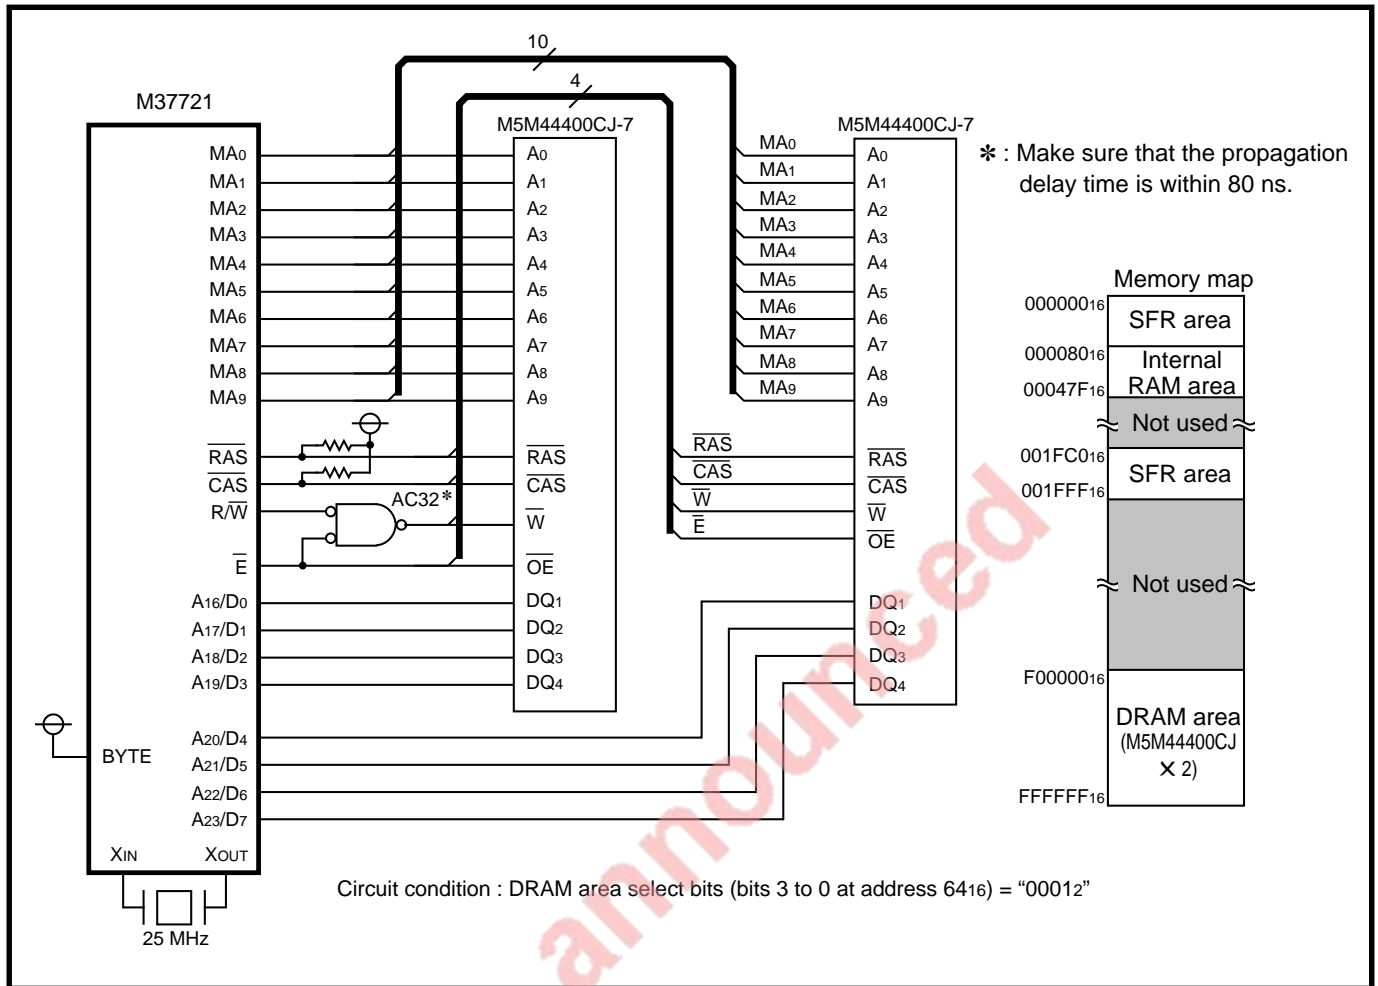 10
4
M37721
M5M44400CJ-7
M5M44400CJ-7
MA0
MA1
MA2
MA3
MA4
MA5
MA6
MA7
MA8
MA9
RAS
CAS
R/W
E
A16/D0
A17/D1
A18/D2
A19/D3
A20/D4
A21/D5
A22/D6
A23/D7
BYTE
XIN
XOUT
25 MHz
AC32*
A0
A1
A2
A3
A4
A5
A6
A7
A8
A9
RAS
CAS
W
OE
DQ1
DQ2
DQ3
DQ4
MA0
MA1
MA2
MA3
MA4
MA5
MA6
MA7
MA8
MA9
RAS
CAS
W
E
A0
A1
A2
A3
A4
A5
A6
A7
A8
A9
RAS
CAS
W
OE
DQ1
DQ2
DQ3
DQ4
* : Make sure that the propagation
delay time is within 80 ns.
Memory map
00000016
SFR area
00008016
Internal
RAM area
00047F16
Not used
001FC016
SFR area
001FFF16
Not used
F0000016
DRAM area
(M5M44400CJ
✕ 2)
FFFFFF16
Circuit condition : DRAM area select bits (bits 3 to 0 at address 6416) = “00012”
announced